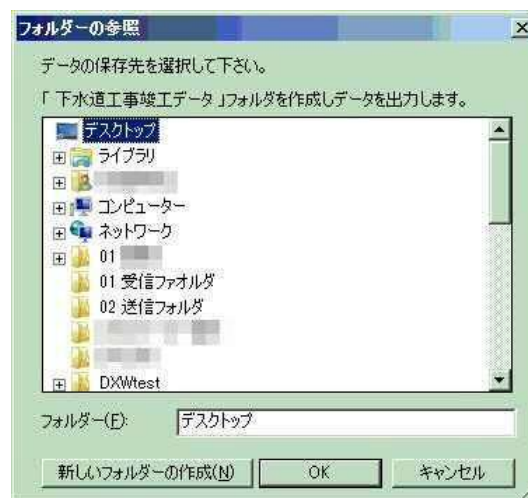 フォルダーの参照
データの保存先を選択して下さい。
「 下水道工事竣工データ 」フォルダを作成しデータを出力します。
デスクトップ
ライブラリ
コンピューター
ネットワーク
01
01 受信ファオルダ
02 送信フォルダ
DXWtest
フォルダー(F):
デスクトップ
新しいフォルダーの作成(N)
OK
キャンセル